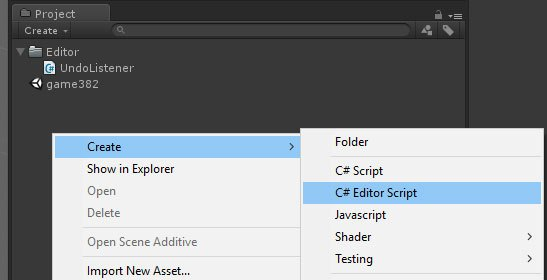 Project
Create
Editor
UndoListener
game382
Create
Show in Explorer
Open
Delete
Open Scene Additive
Import New Asset...
Folder
C# Script
C# Editor Script
Javascript
Shader
Testing